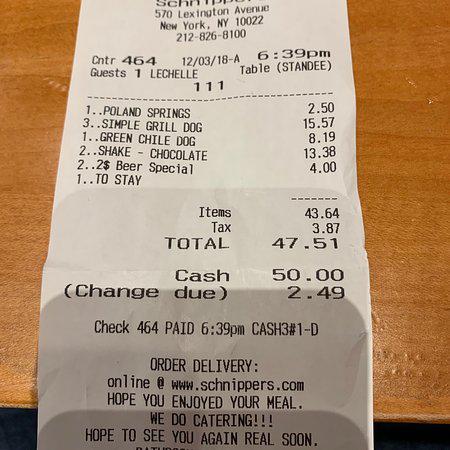 Schnippers
570 Lexington Avenue
New York, NY 10022
212-826-8100
Cntr 464 12/03/18-A 6:39pm
Guests 1 LECHELLE Table (STANDEE)
111
1..POLAND SPRINGS 2.50
3..SIMPLE GRILL DOG 15.57
1..GREEN CHILE DOG 8.19
2..SHAKE - CHOCOLATE 13.38
2..2$ Beer Special 4.00
1..TO STAY
Items 43.64
Tax 3.87
TOTAL 47.51
Cash 50.00
(Change due) 2.49
Check 464 PAID 6:39pm CASH3#1-D
ORDER DELIVERY:
online @ www.schnippers.com
HOPE YOU ENJOYED YOUR MEAL.
WE DO CATERING!!!
HOPE TO SEE YOU AGAIN REAL SOON.